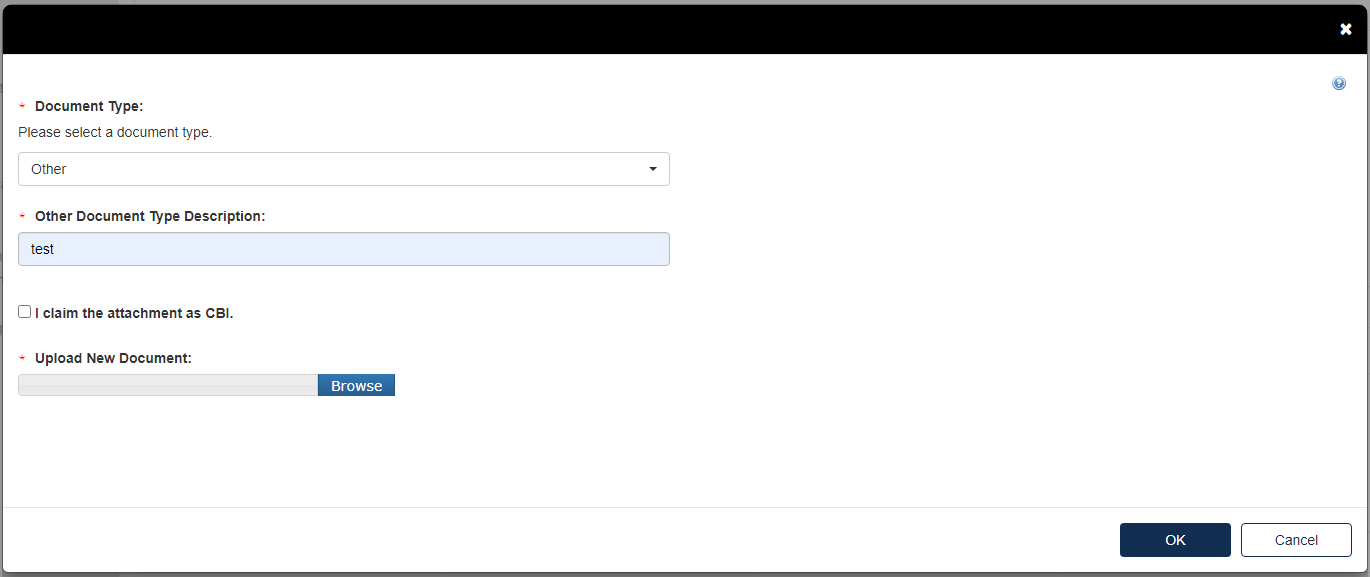 * Document Type:
Please select a document type.
Other
* Other Document Type Description:
test
I claim the attachment as CBI.
* Upload New Document:
Browse
OK Cancel